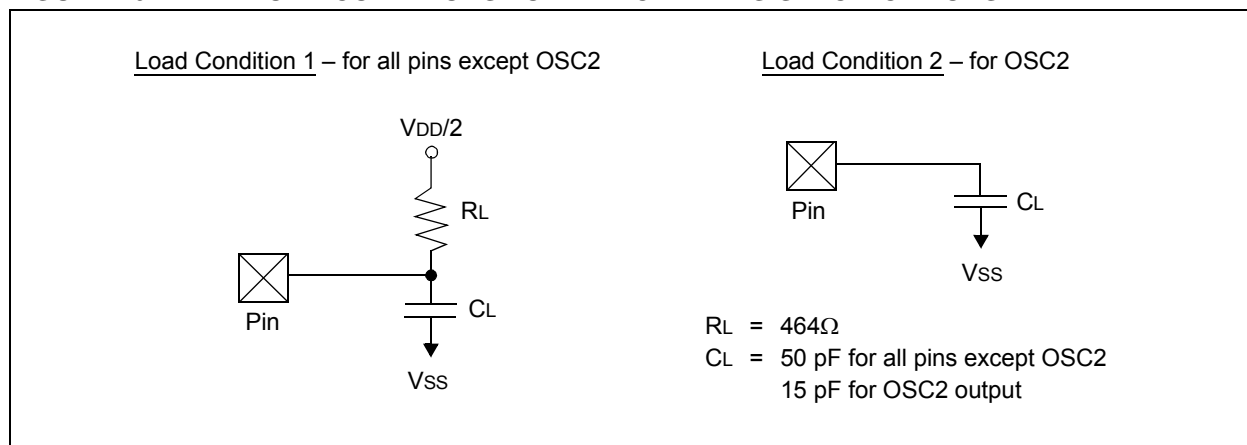 Load Condition 1 – for all pins except OSC2
VDD/2
RL
Pin
CL
VSS
Load Condition 2 – for OSC2
Pin
CL
VSS
RL = 464Ω
CL = 50 pF for all pins except OSC2
15 pF for OSC2 output